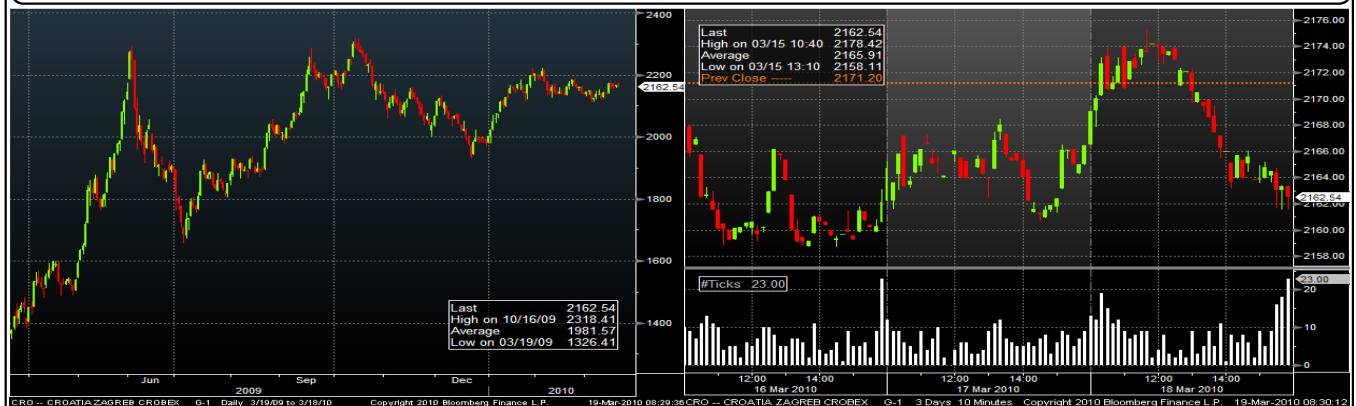 2400
2200
2162.54
2000
1800
1600
1400
Last 2162.54
High on 10/16/09 2318.41
Average 1981.57
Low on 03/19/09 1326.41
Jun Sep Dec
2009 2010
CRO -- CROATIA ZAGREB CROBEX G-1 Daily 3/19/09 to 3/18/10 Copyright 2010 Bloomberg Finance L.P. 19-Mar-2010 08:29:36
Last 2162.54
High on 03/15 10:40 2178.42
Average 2165.91
Low on 03/15 13:10 2158.11
Prev Close ----- 2171.20
2176.00
2174.00
2172.00
2170.00
2168.00
2166.00
2164.00
2162.54
2162.00
2160.00
2158.00
#Ticks 23.00
23.00
20
10
0
12:00 14:00 12:00 14:00 12:00 14:00
16 Mar 2010 17 Mar 2010 18 Mar 2010
CRO -- CROATIA ZAGREB CROBEX G-1 3 Days 10 Minutes Copyright 2010 Bloomberg Finance L.P. 19-Mar-2010 08:30:12